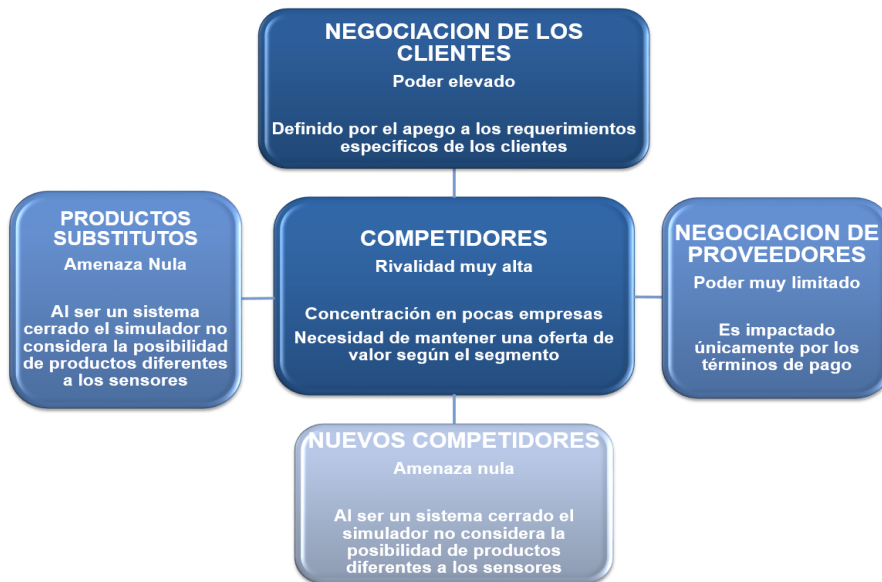 NEGOCIACION DE LOS
CLIENTES
Poder elevado
Definido por el apego a los requerimientos
específicos de los clientes
PRODUCTOS
SUBSTITUTOS
Amenaza Nula
Al ser un sistema
cerrado el simulador no
considera la posibilidad
de productos diferentes
a los sensores
COMPETIDORES
Rivalidad muy alta
Concentración en pocas empresas
Necesidad de mantener una oferta de
valor según el segmento
NEGOCIACION DE
PROVEEDORES
Poder muy limitado
Es impactado
únicamente por los
términos de pago
NUEVOS COMPETIDORES
Amenaza nula
Al ser un sistema cerrado el
simulador no considera la
posibilidad de productos
diferentes a los sensores